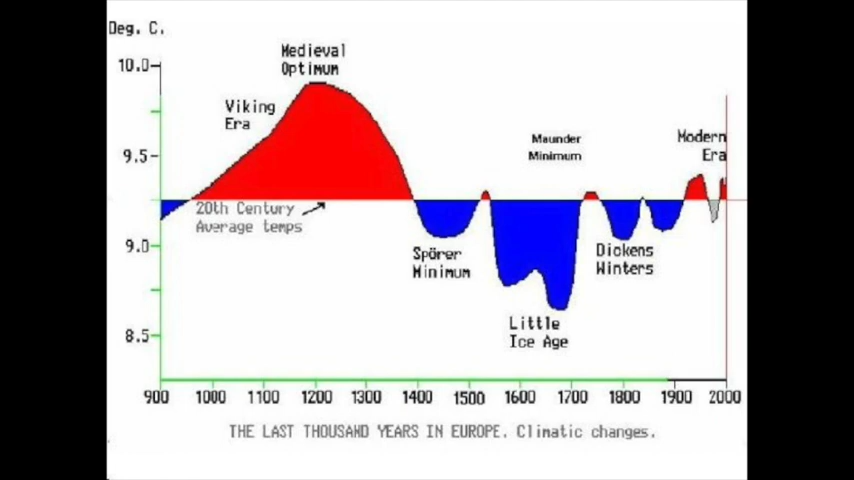 Deg. C.
Medieval
Optimum
10.0
Viking
Era
Maunder
Minimum
Modern
Era
9.5
20th Century
Average temps
9.0
Spörer
Minimum
Dickens
Winters
Little
Ice Age
8.5
900 1000 1100 1200 1300 1400 1500 1600 1700 1800 1900 2000
THE LAST THOUSAND YEARS IN EUROPE. Climatic changes.